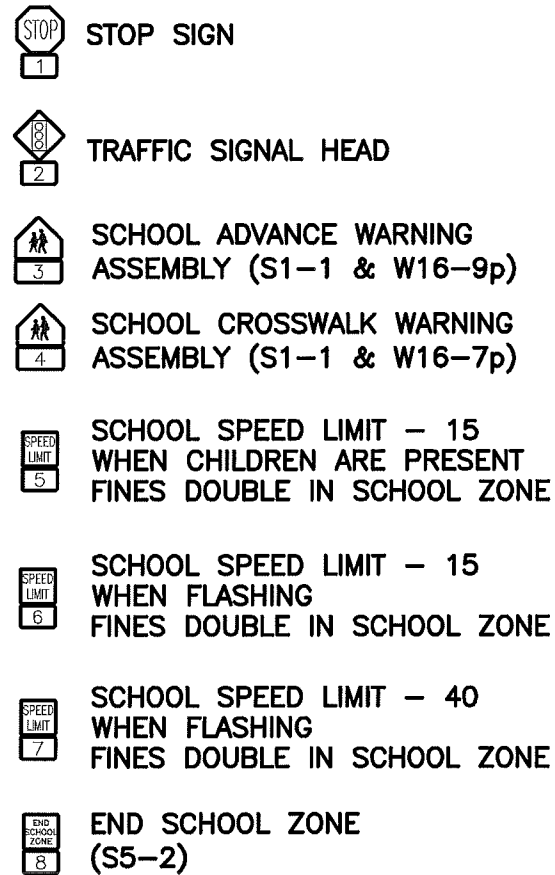 STOP
1
STOP SIGN
2
TRAFFIC SIGNAL HEAD
3
SCHOOL ADVANCE WARNING
ASSEMBLY (S1-1 & W16-9p)
4
SCHOOL CROSSWALK WARNING
ASSEMBLY (S1-1 & W16-7p)
SPEED
LIMIT
5
SCHOOL SPEED LIMIT - 15
WHEN CHILDREN ARE PRESENT
FINES DOUBLE IN SCHOOL ZONE
SPEED
LIMIT
6
SCHOOL SPEED LIMIT - 15
WHEN FLASHING
FINES DOUBLE IN SCHOOL ZONE
SPEED
LIMIT
7
SCHOOL SPEED LIMIT - 40
WHEN FLASHING
FINES DOUBLE IN SCHOOL ZONE
END
SCHOOL
ZONE
8
END SCHOOL ZONE
(S5-2)